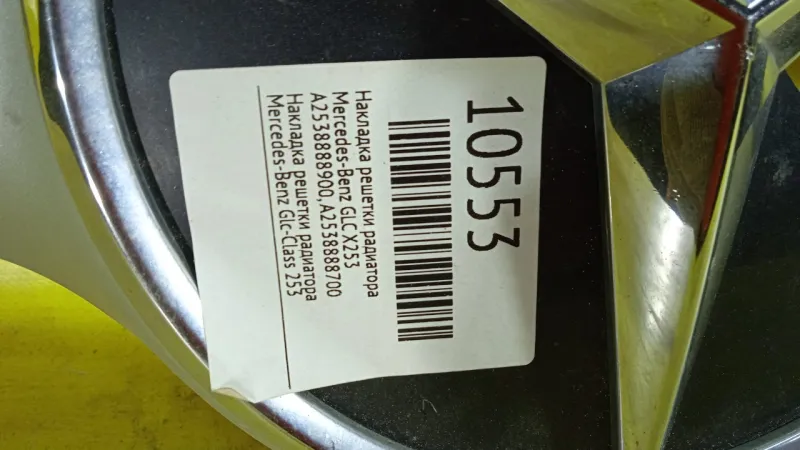 10553
Накладка решетки радиатора
Mercedes-Benz GLC X253
A2538888900,A2538888700
Накладка решетки радиатора
Mercedes-Benz Glc-Class 253